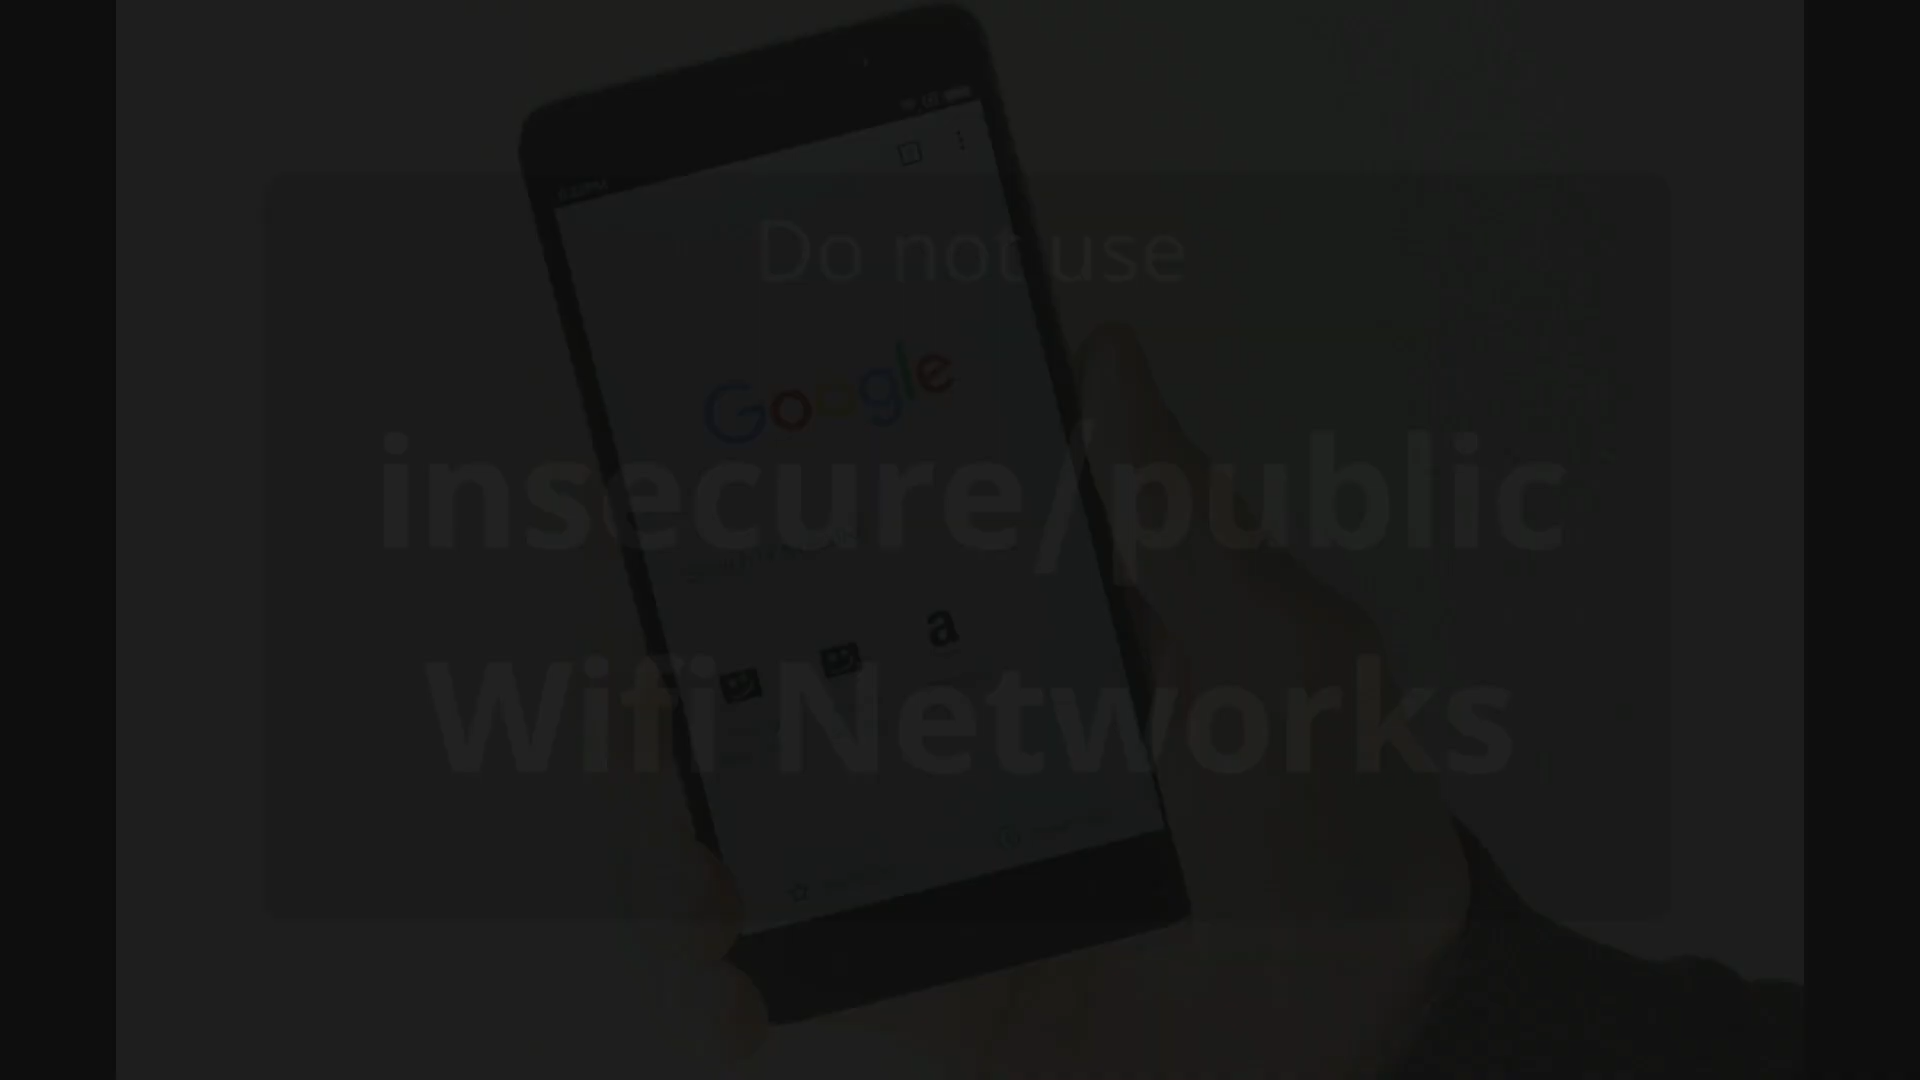 Do not use
Google
insecure/public
a
Wifi Networks